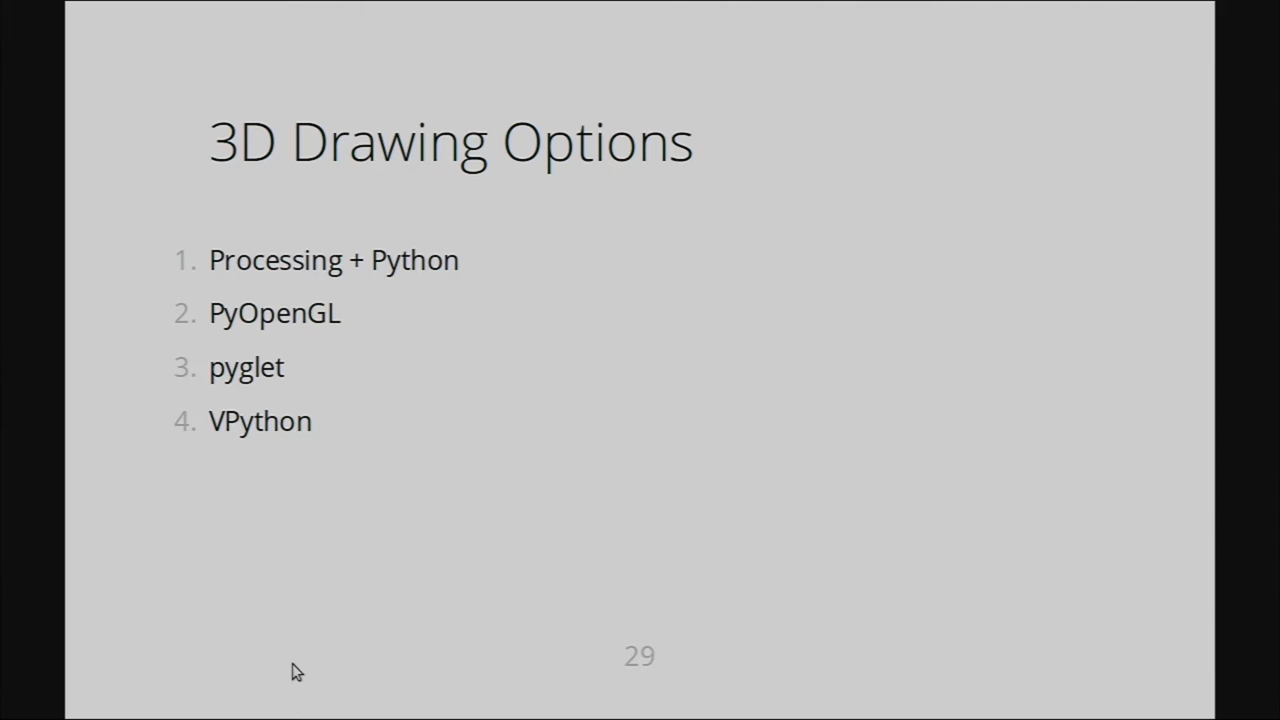 3D Drawing Options
1. Processing + Python
2. PyOpenGL
3. pyglet
4. VPython
29